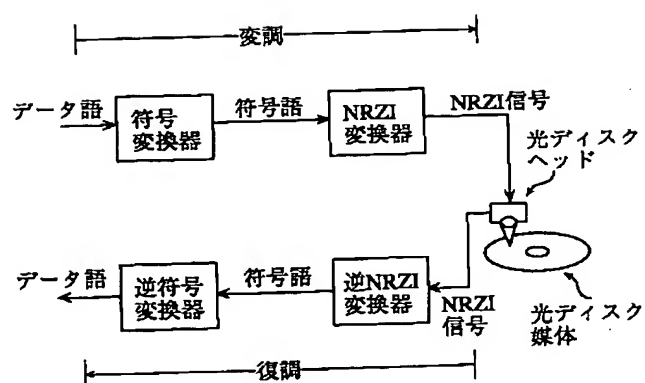 変調
データ語
符号
変換器
符号語
NRZI
変換器
NRZI信号
光ディスク
ヘッド
データ語
逆符号
変換器
符号語
逆NRZI
変換器
NRZI
信号
光ディスク
媒体
復調